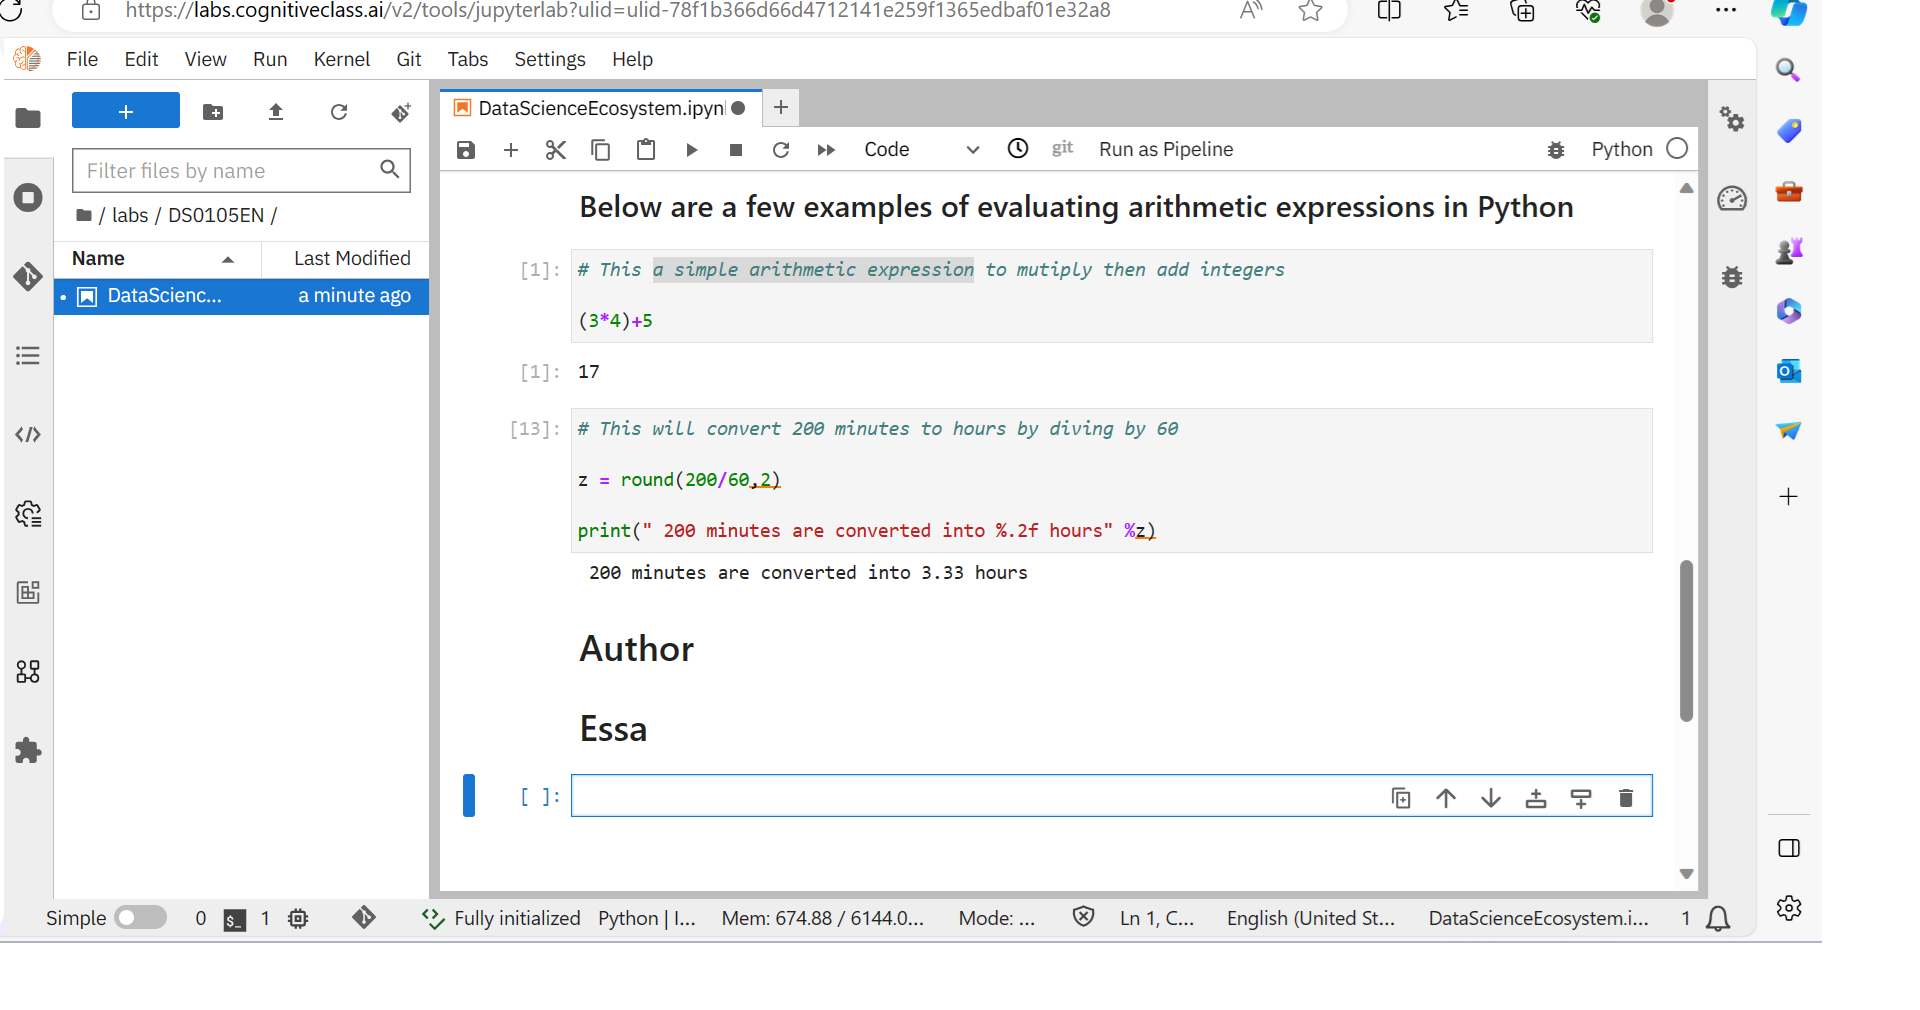 https://labs.cognitiveclass.ai/v2/tools/jupyterlab?ulid=ulid-78f1b366d66d4712141e259f1365edbaf01e32a8
File Edit View Run Kernel Git Tabs Settings Help
DataScienceEcosystem.ipyn
Code git Run as Pipeline Python
Filter files by name
/ labs / DS0105EN /
Name Last Modified
DataScienc... a minute ago
Below are a few examples of evaluating arithmetic expressions in Python
[1]: # This a simple arithmetic expression to mutiply then add integers
(3*4)+5
[1]: 17
[13]: # This will convert 200 minutes to hours by diving by 60
z = round(200/60,2)
print(" 200 minutes are converted into %.2f hours" %z)
200 minutes are converted into 3.33 hours
Author
Essa
[ ]:
Simple 0 $_ 1 Fully initialized Python | I... Mem: 674.88 / 6144.0... Mode: ... Ln 1, C... English (United St... DataScienceEcosystem.i... 1